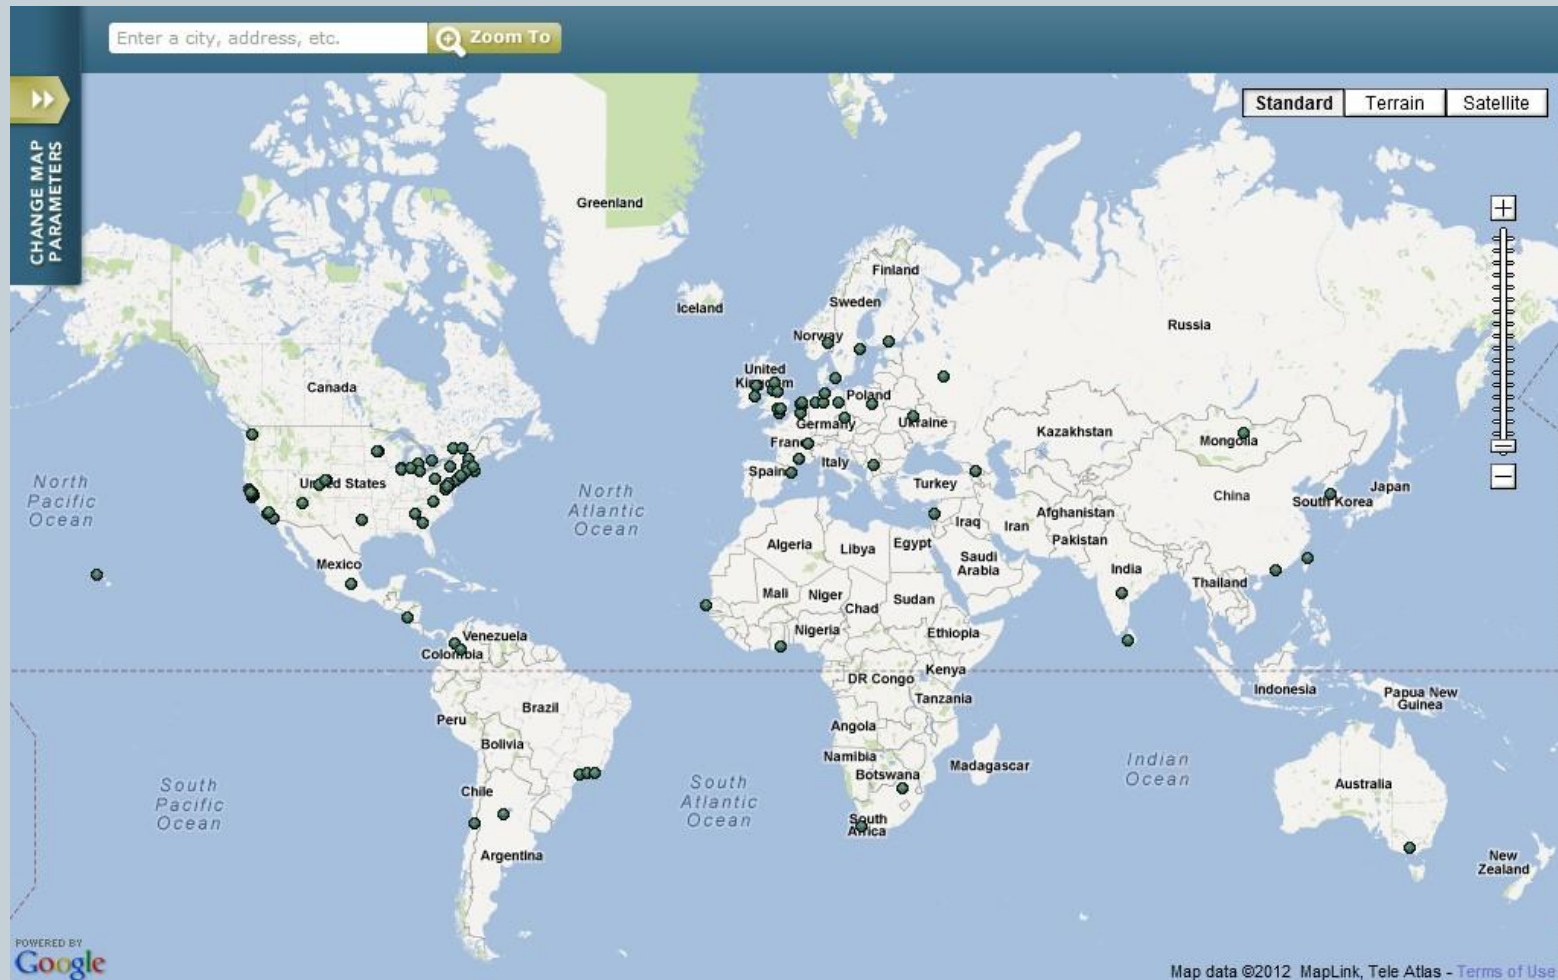 Enter a city, address, etc.
Zoom To
CHANGE MAP
PARAMETERS
Standard
Terrain
Satellite
Greenland
Finland
Iceland
Sweden
Norway
Russia
Canada
United
Kingdom
Poland
Germany
Ukraine
Kazakhstan
Mongolia
France
Italy
Spain
United States
North
Pacific
Ocean
North
Atlantic
Ocean
Turkey
China
Japan
South Korea
Afghanistan
Iraq
Iran
Pakistan
Algeria
Libya
Egypt
Saudi
Arabia
India
Thailand
Mexico
Mali
Niger
Chad
Sudan
Nigeria
Ethiopia
Venezuela
Colombia
Kenya
DR Congo
Tanzania
Indonesia
Papua New
Guinea
Brazil
Peru
Angola
Bolivia
Namibia
Botswana
Madagascar
Indian
Ocean
Australia
South
Pacific
Ocean
Chile
South
Atlantic
Ocean
South
Africa
Argentina
New
Zealand
POWERED BY
Google
Map data ©2012 MapLink, Tele Atlas - Terms of Use